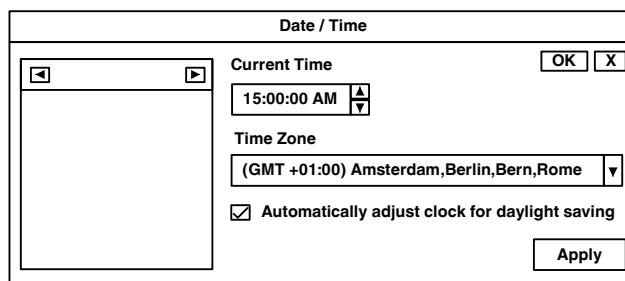 Date / Time
Current Time
OK X
15:00:00 AM
Time Zone
(GMT +01:00) Amsterdam,Berlin,Bern,Rome
Automatically adjust clock for daylight saving
Apply